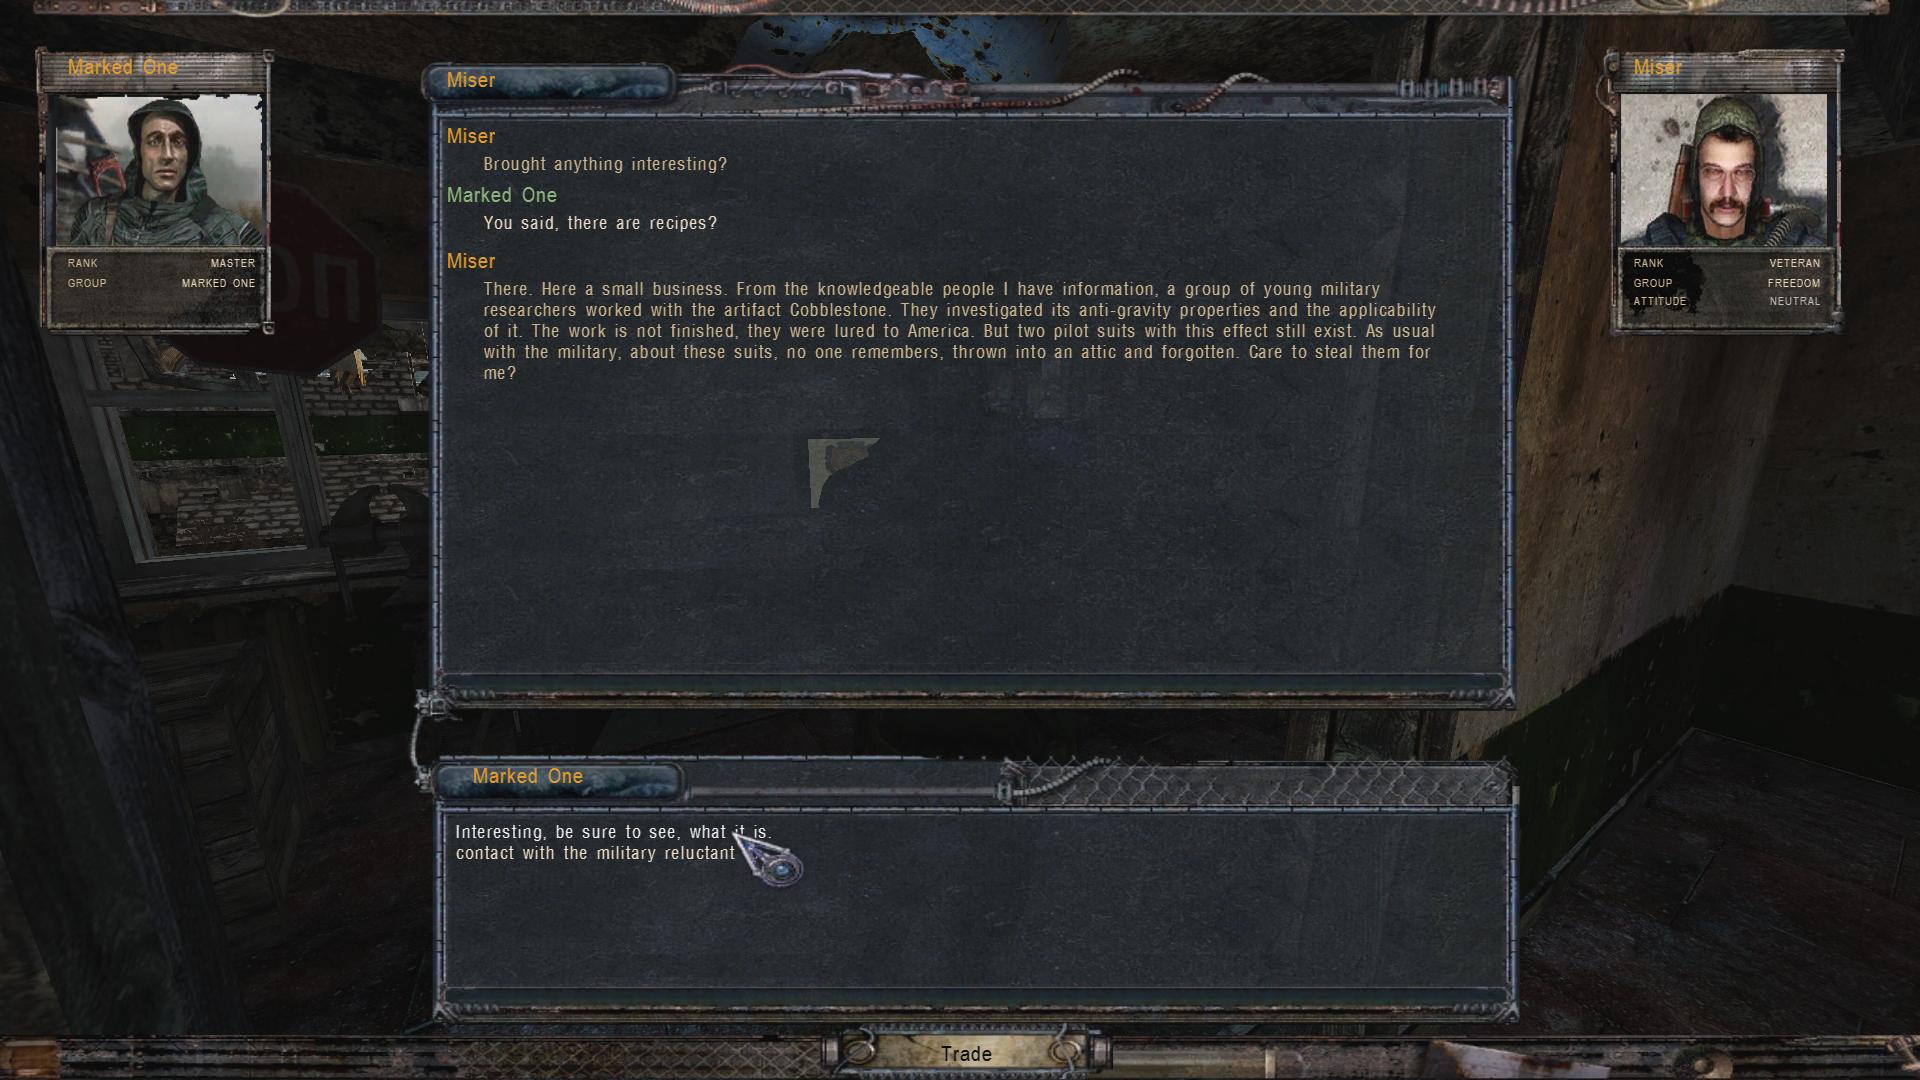 Marked One
RANK MASTER
GROUP MARKED ONE
Miser
Miser
Brought anything interesting?
Marked One
You said, there are recipes?
Miser
There. Here a small business. From the knowledgeable people I have information, a group of young military
researchers worked with the artifact Cobblestone. They investigated its anti-gravity properties and the applicability
of it. The work is not finished, they were lured to America. But two pilot suits with this effect still exist. As usual
with the military, about these suits, no one remembers, thrown into an attic and forgotten. Care to steal them for
me?
Miser
RANK VETERAN
GROUP FREEDOM
ATTITUDE NEUTRAL
Marked One
Interesting, be sure to see, what it is.
contact with the military reluctant
Trade